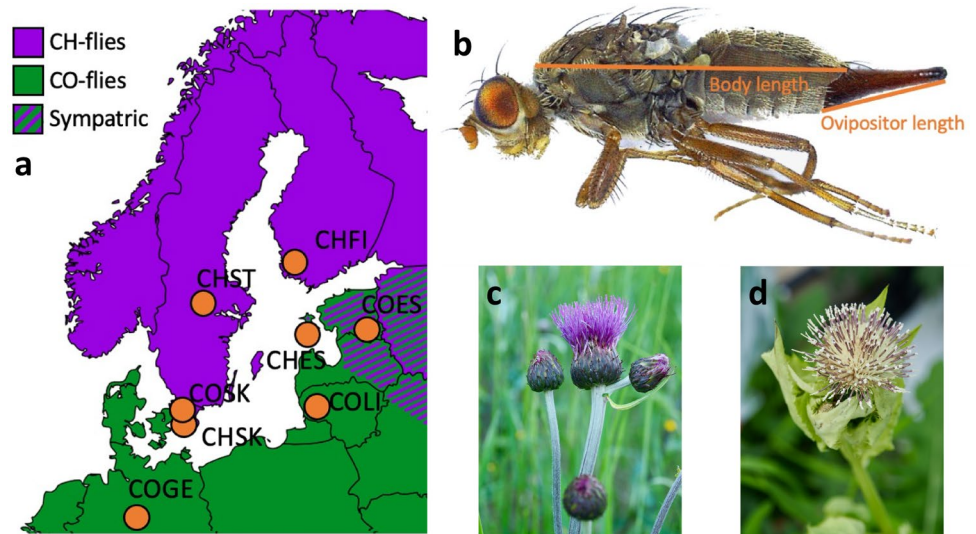 CH-flies
CO-flies
Sympatric
a
CHFI
CHST
COES
CHES
COSK
COLI
CHSK
COGE
b
Body length
Ovipositor length
c
d